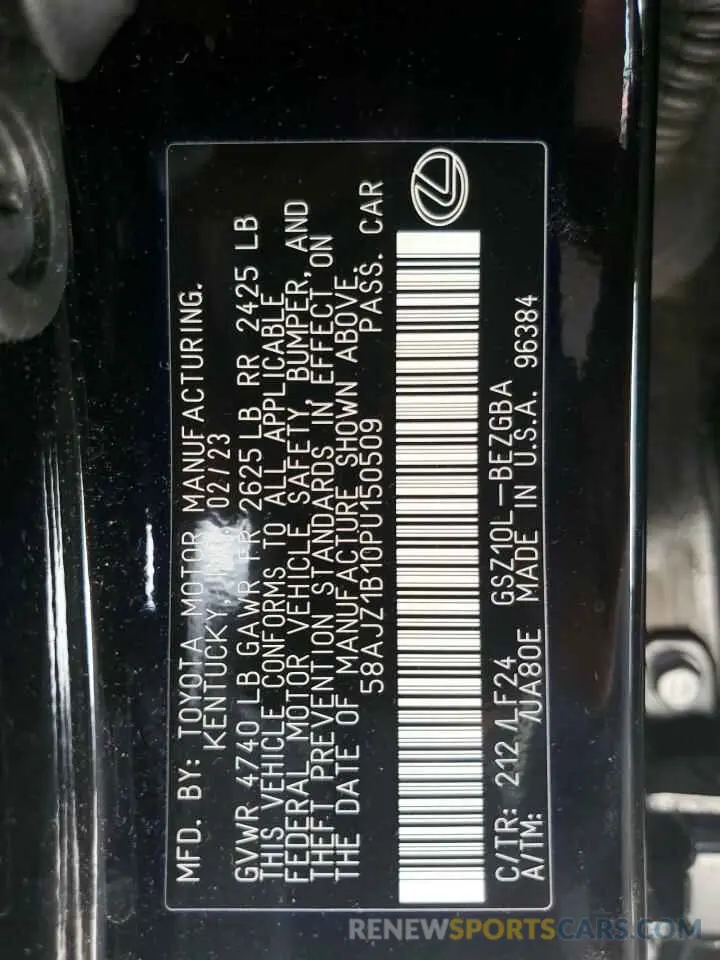 MFD. BY: TOYOTA MOTOR MANUFACTURING.
KENTUCKY, INC. 02/23
GVWR 4740 LB GAWR FR 2625 LB RR 2425 LB
THIS VEHICLE CONFORMS TO ALL APPLICABLE
FEDERAL MOTOR VEHICLE SAFETY, BUMPER, AND
THEFT PREVENTION STANDARDS IN EFFECT ON
THE DATE OF MANUFACTURE SHOWN ABOVE.
58AJZ1B10PU150509 PASS. CAR
C/TR: 212 /LF24 GSZ10L-BEZGBA
A/TM: /UA80E MADE IN U.S.A. 96384
RENEWSPORTSCARS.COM